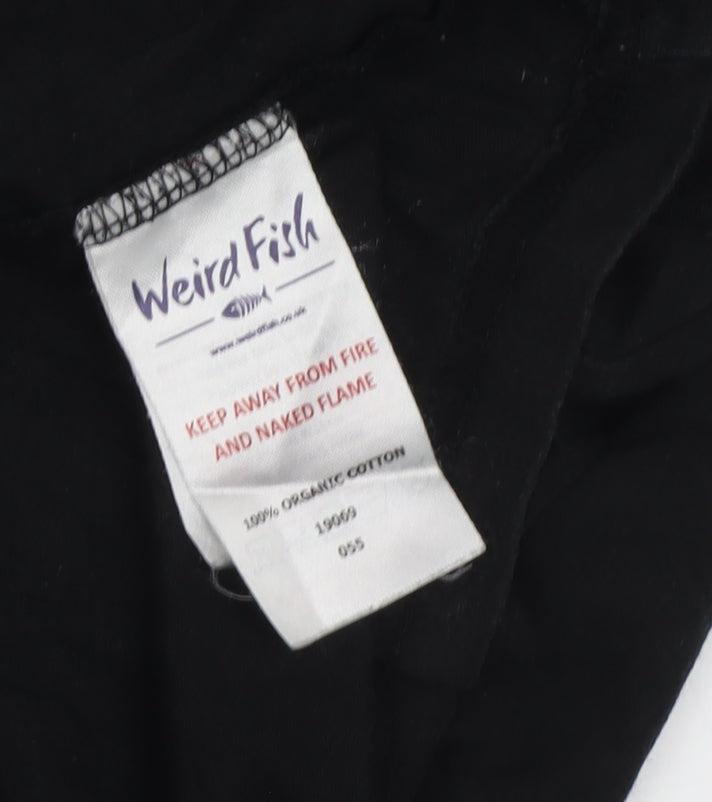 Weird Fish
www.weirdfish.co.uk
KEEP AWAY FROM FIRE
AND NAKED FLAME
100% ORGANIC COTTON
19069
055